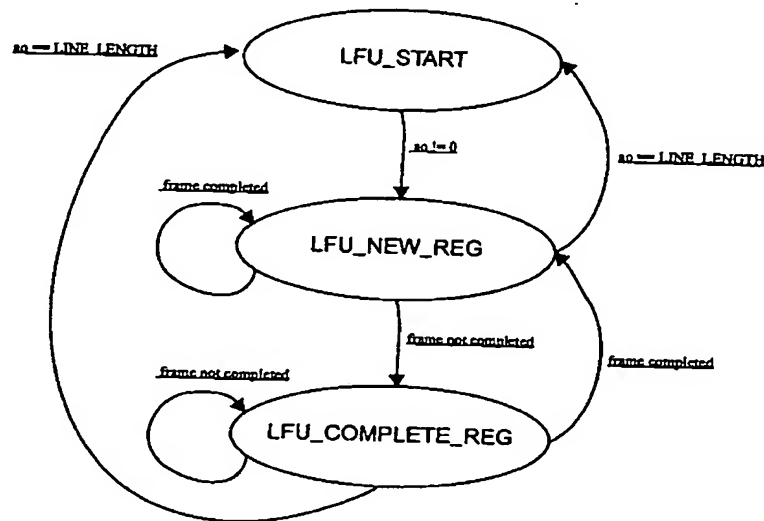 ao == LINE_LENGTH
LFU_START
ao != 0
ao == LINE_LENGTH
frame completed
LFU_NEW_REG
frame not completed
frame completed
frame not completed
LFU_COMPLETE_REG